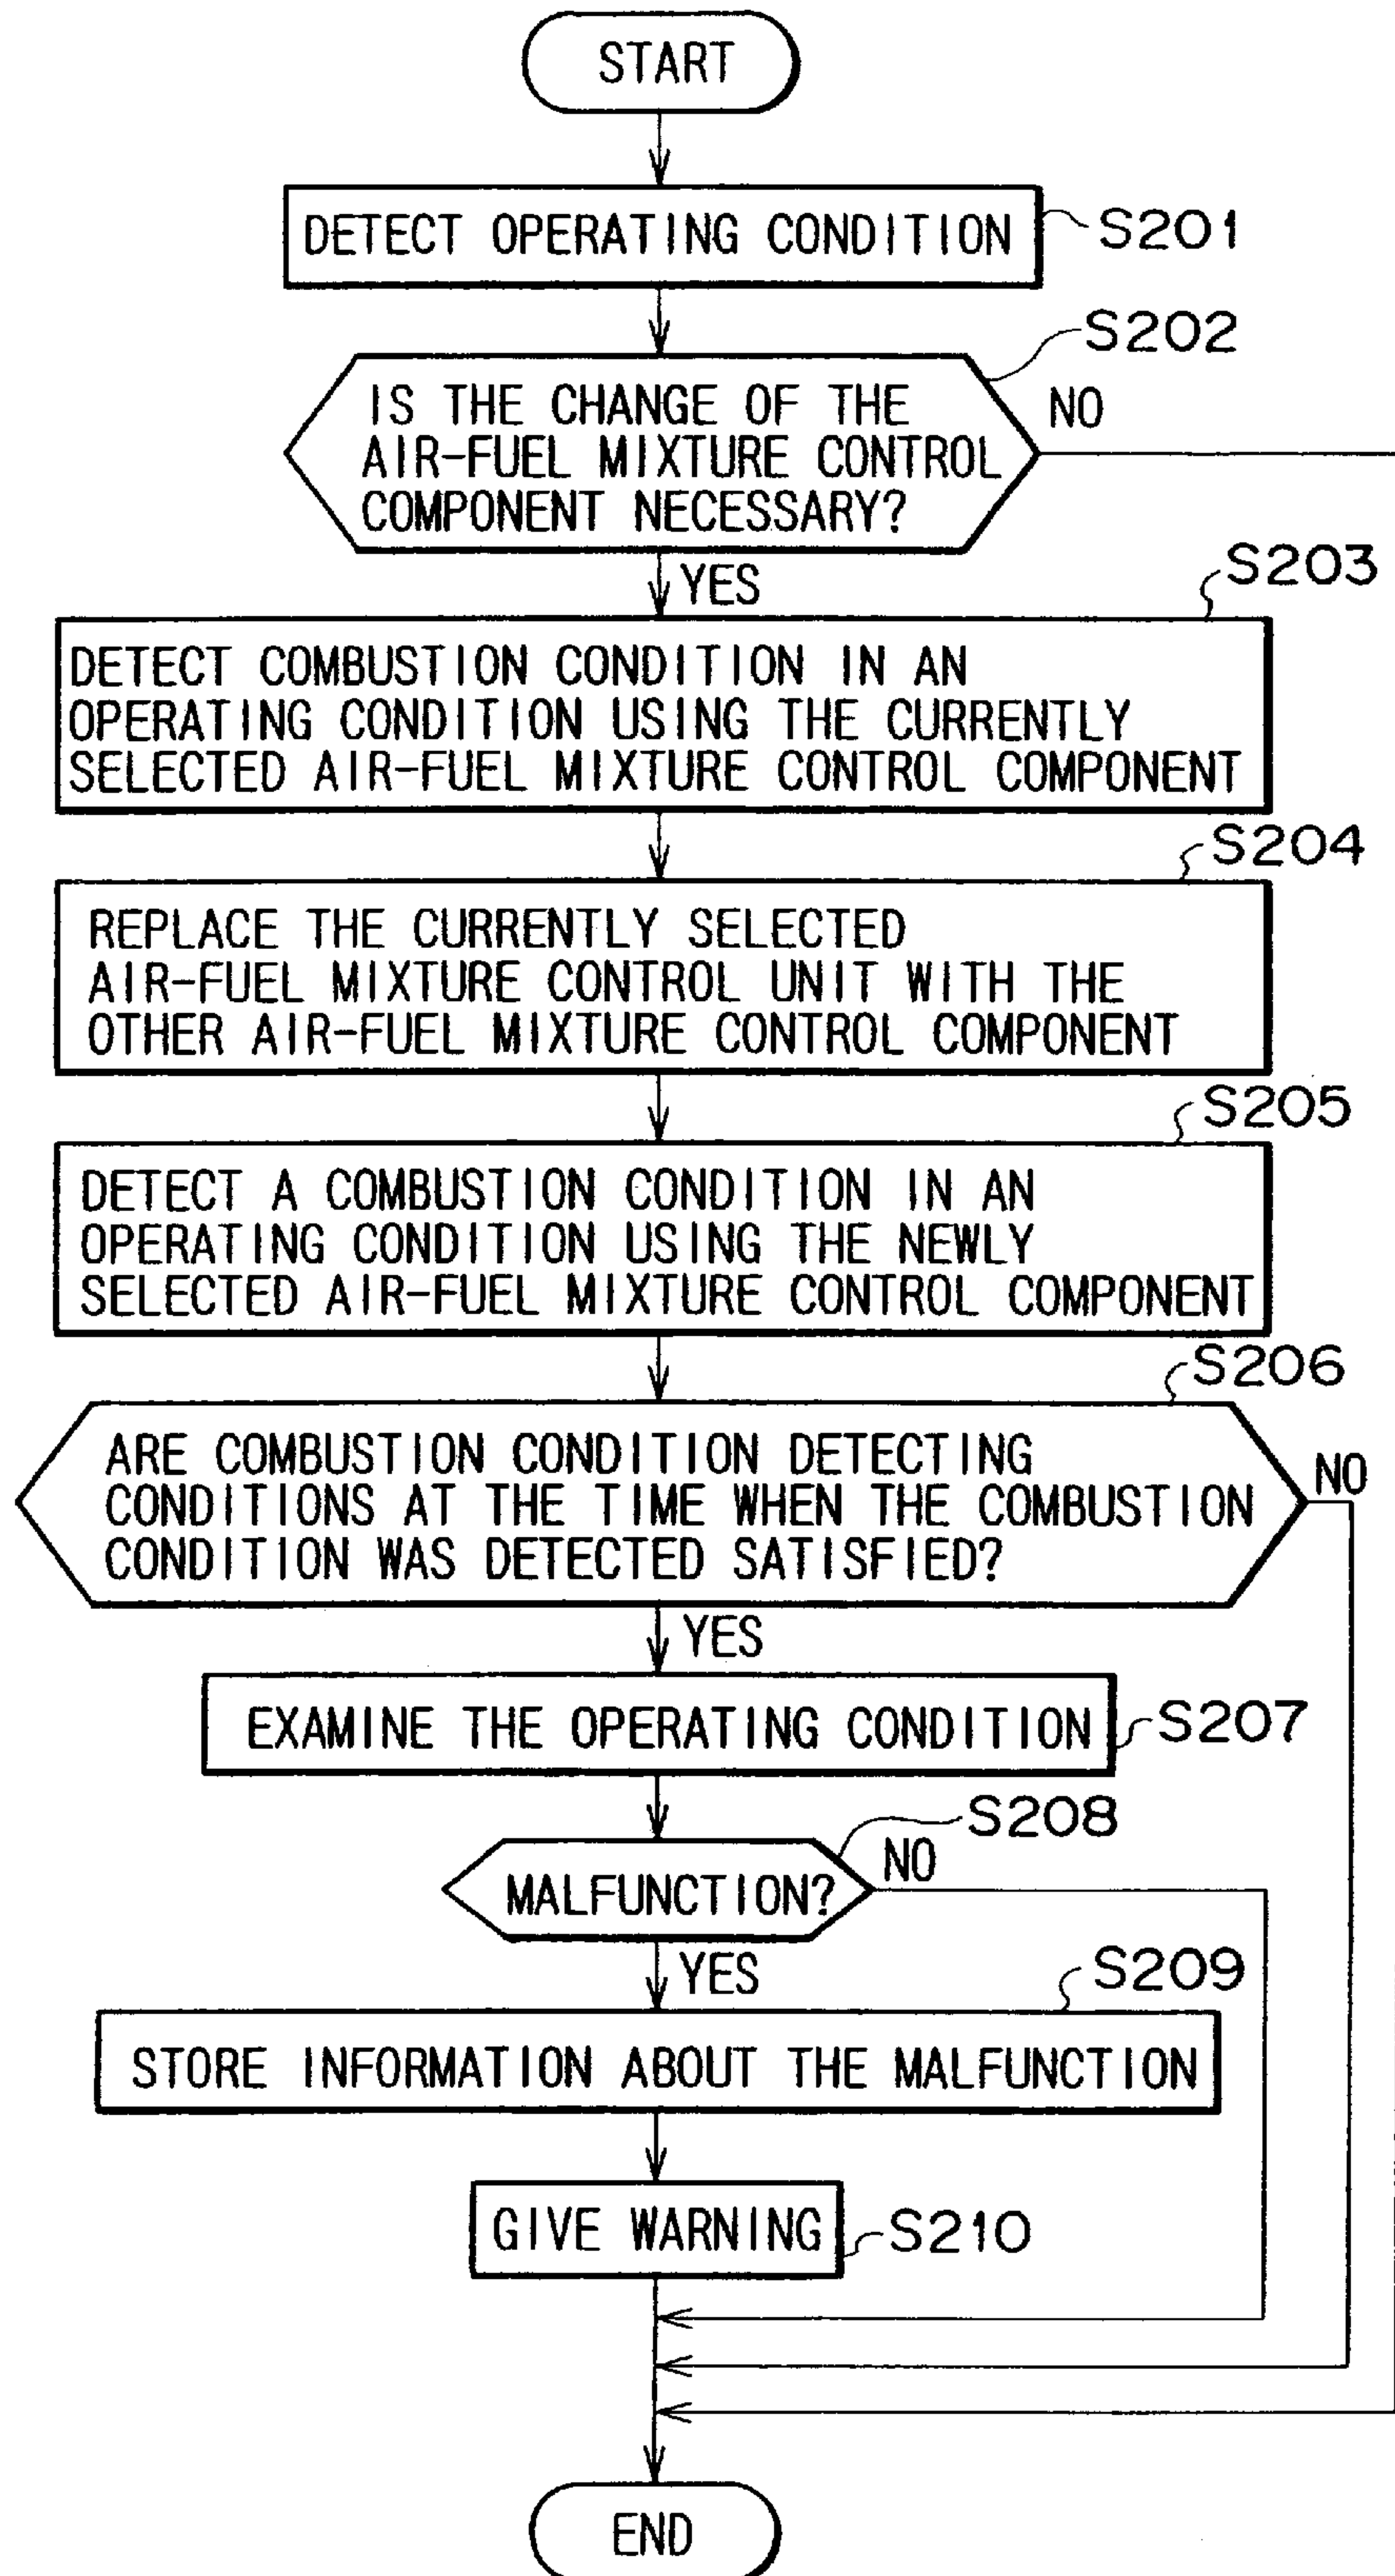 START
DETECT OPERATING CONDITION
S201
S202
IS THE CHANGE OF THE
AIR-FUEL MIXTURE CONTROL
COMPONENT NECESSARY?
NO
YES
S203
DETECT COMBUSTION CONDITION IN AN
OPERATING CONDITION USING THE CURRENTLY
SELECTED AIR-FUEL MIXTURE CONTROL COMPONENT
S204
REPLACE THE CURRENTLY SELECTED
AIR-FUEL MIXTURE CONTROL UNIT WITH THE
OTHER AIR-FUEL MIXTURE CONTROL COMPONENT
S205
DETECT A COMBUSTION CONDITION IN AN
OPERATING CONDITION USING THE NEWLY
SELECTED AIR-FUEL MIXTURE CONTROL COMPONENT
S206
ARE COMBUSTION CONDITION DETECTING
CONDITIONS AT THE TIME WHEN THE COMBUSTION
CONDITION WAS DETECTED SATISFIED?
NO
YES
EXAMINE THE OPERATING CONDITION
S207
S208
MALFUNCTION?
NO
YES
S209
STORE INFORMATION ABOUT THE MALFUNCTION
GIVE WARNING
S210
END